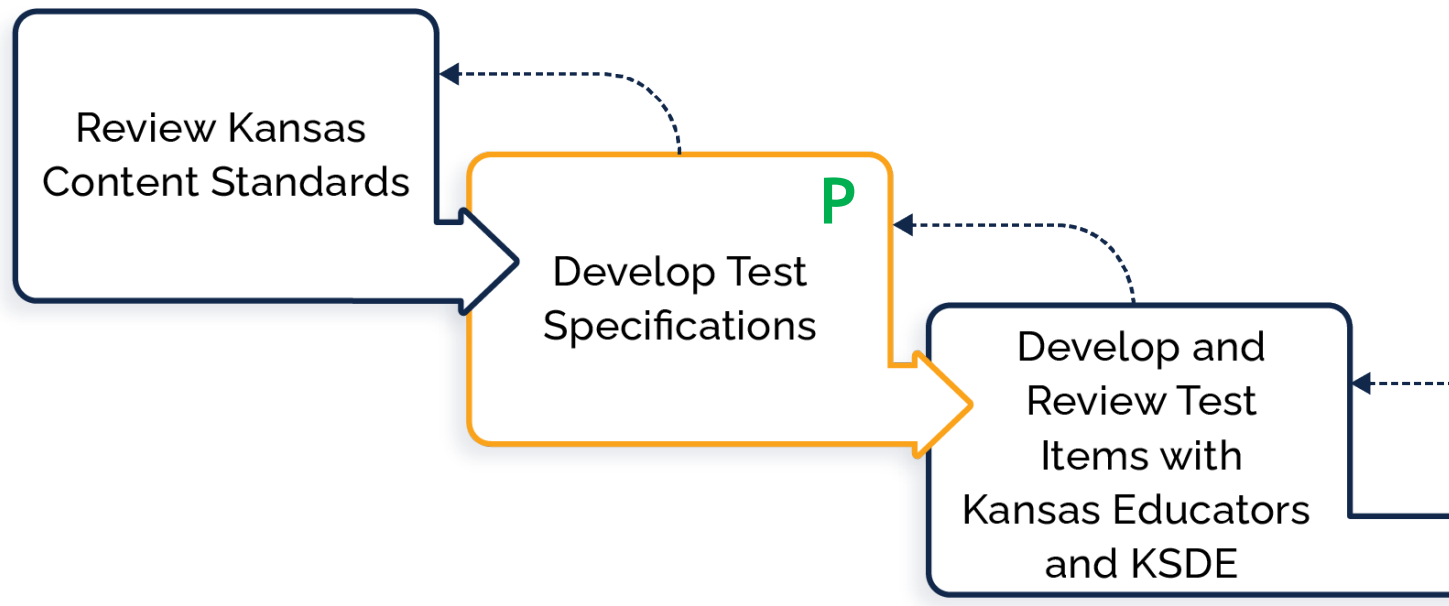 Review Kansas
Content Standards
P
Develop Test
Specifications
Develop and
Review Test
Items with
Kansas Educators
and KSDE